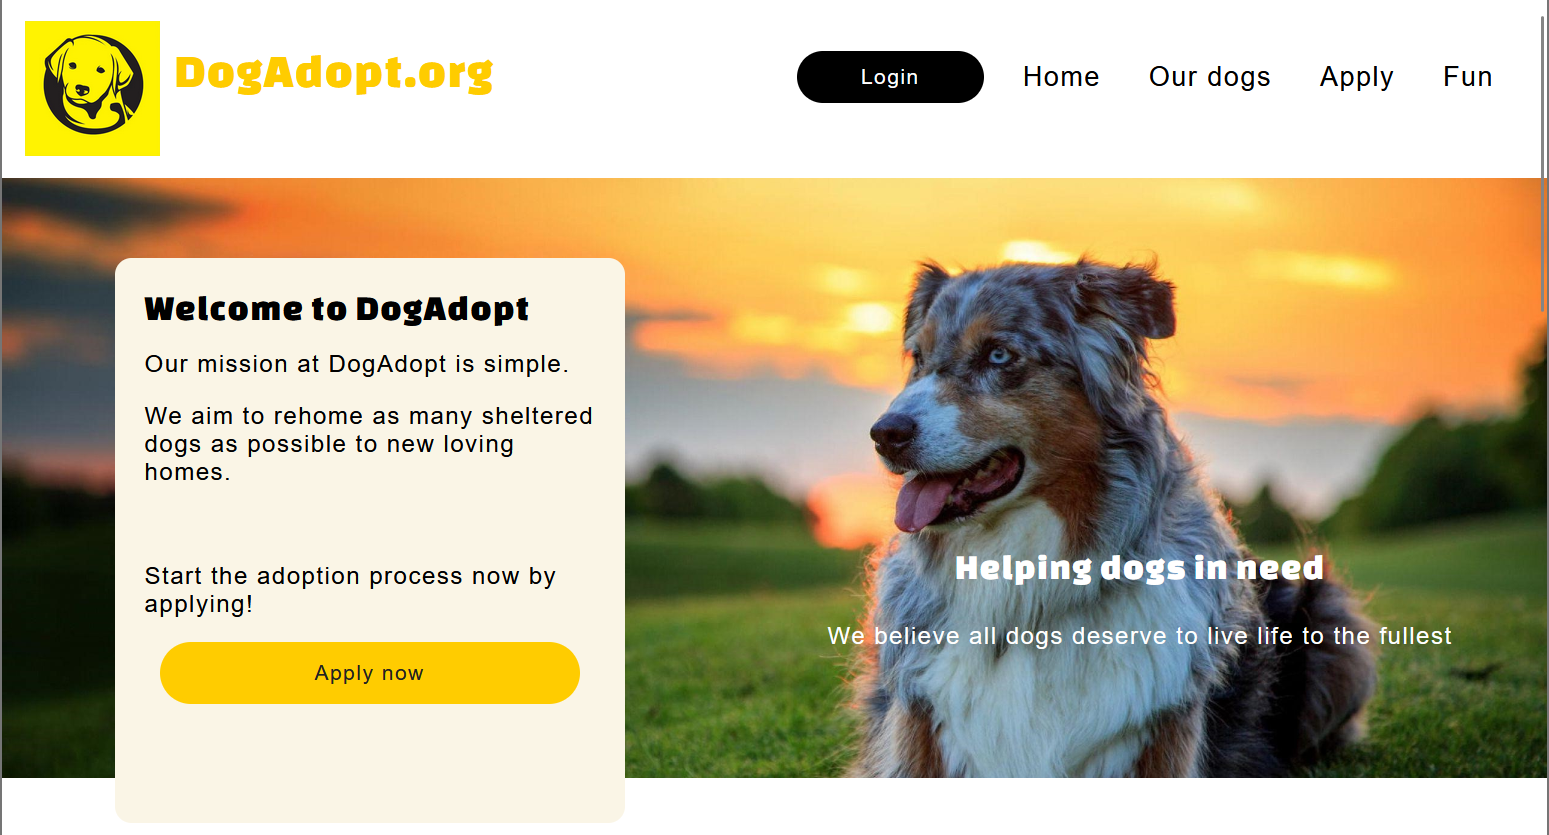 DogAdopt.org
Login
Home
Our dogs
Apply
Fun
Welcome to DogAdopt
Our mission at DogAdopt is simple.
We aim to rehome as many sheltered
dogs as possible to new loving
homes.
Start the adoption process now by
applying!
Apply now
Helping dogs in need
We believe all dogs deserve to live life to the fullest